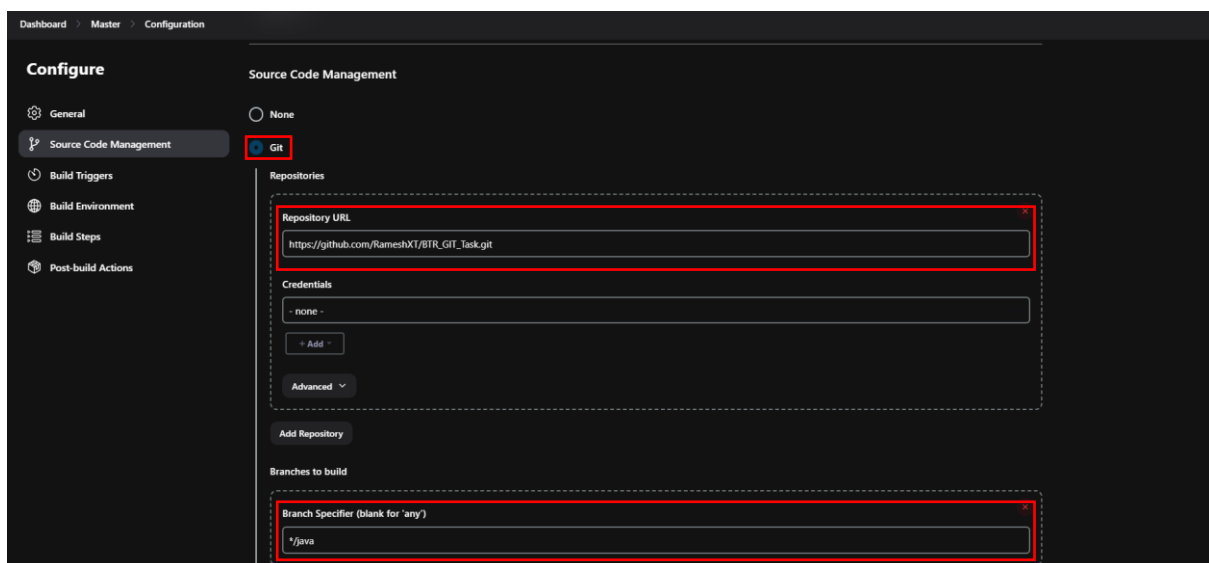 Dashboard > Master > Configuration
Configure
General
Source Code Management
Build Triggers
Build Environment
Build Steps
Post-build Actions
Source Code Management
None
Git
Repositories
Repository URL
https://github.com/RameshXT/BTR_GIT_Task.git
Credentials
- none -
+ Add
Advanced
Add Repository
Branches to build
Branch Specifier (blank for 'any')
*/java